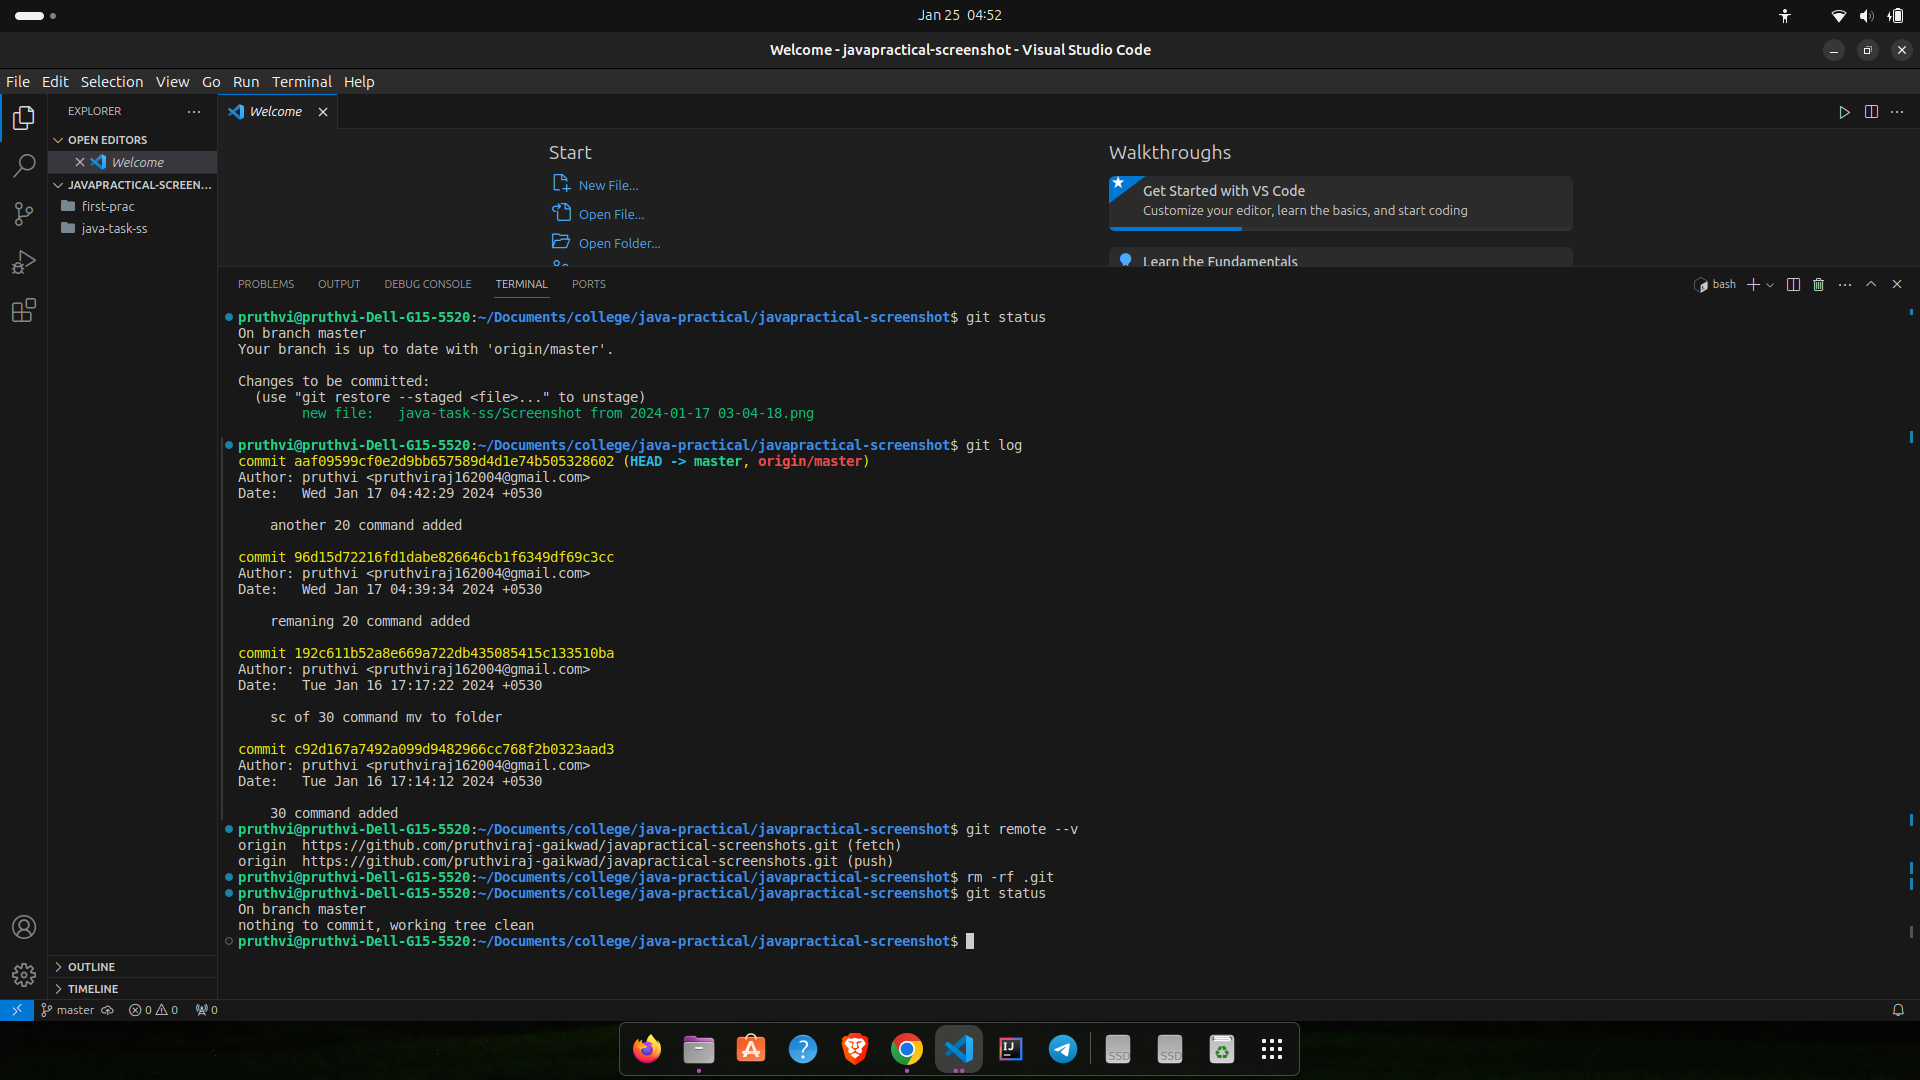 Jan 25  04:52
Welcome - javapractical-screenshot - Visual Studio Code
File Edit Selection View Go Run Terminal Help
EXPLORER
Welcome
OPEN EDITORS
Welcome
JAVAPRACTICAL-SCREEN...
first-prac
java-task-ss
Start
New File...
Open File...
Open Folder...
Walkthroughs
Get Started with VS Code
Customize your editor, learn the basics, and start coding
Learn the Fundamentals
PROBLEMS OUTPUT DEBUG CONSOLE TERMINAL PORTS
bash
pruthvi@pruthvi-Dell-G15-5520:~/Documents/college/java-practical/javapractical-screenshot$ git status
On branch master
Your branch is up to date with 'origin/master'.
Changes to be committed:
  (use "git restore --staged <file>..." to unstage)
        new file:   java-task-ss/Screenshot from 2024-01-17 03-04-18.png
pruthvi@pruthvi-Dell-G15-5520:~/Documents/college/java-practical/javapractical-screenshot$ git log
commit aaf09599cf0e2d9bb657589d4d1e74b505328602 (HEAD -> master, origin/master)
Author: pruthvi <pruthviraj162004@gmail.com>
Date:   Wed Jan 17 04:42:29 2024 +0530
    another 20 command added
commit 96d15d72216fd1dabe826646cb1f6349df69c3cc
Author: pruthvi <pruthviraj162004@gmail.com>
Date:   Wed Jan 17 04:39:34 2024 +0530
    remaning 20 command added
commit 192c611b52a8e669a722db435085415c133510ba
Author: pruthvi <pruthviraj162004@gmail.com>
Date:   Tue Jan 16 17:17:22 2024 +0530
    sc of 30 command mv to folder
commit c92d167a7492a099d9482966cc768f2b0323aad3
Author: pruthvi <pruthviraj162004@gmail.com>
Date:   Tue Jan 16 17:14:12 2024 +0530
    30 command added
pruthvi@pruthvi-Dell-G15-5520:~/Documents/college/java-practical/javapractical-screenshot$ git remote --v
origin  https://github.com/pruthviraj-gaikwad/javapractical-screenshots.git (fetch)
origin  https://github.com/pruthviraj-gaikwad/javapractical-screenshots.git (push)
pruthvi@pruthvi-Dell-G15-5520:~/Documents/college/java-practical/javapractical-screenshot$ rm -rf .git
pruthvi@pruthvi-Dell-G15-5520:~/Documents/college/java-practical/javapractical-screenshot$ git status
On branch master
nothing to commit, working tree clean
pruthvi@pruthvi-Dell-G15-5520:~/Documents/college/java-practical/javapractical-screenshot$
OUTLINE
TIMELINE
master 0 0 0
IJ
SSD
SSD